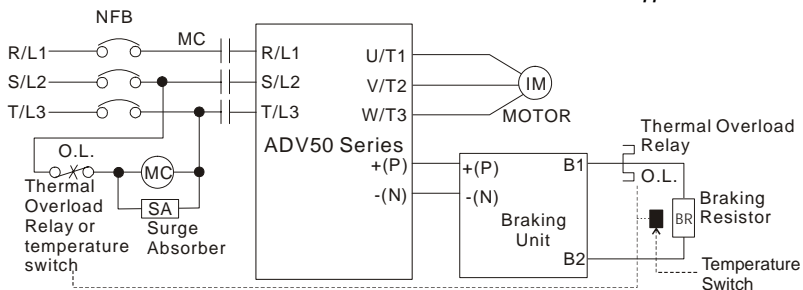 NFB
MC
R/L1
R/L1
U/T1
S/L2
S/L2
V/T2
IM
T/L3
T/L3
W/T3
MOTOR
ADV50 Series
O.L.
MC
SA
Thermal
Overload
Relay or
temperature
switch
Surge
Absorber
+(P)
-(N)
+(P)
-(N)
B1
B2
Braking
Unit
Thermal Overload
Relay
O.L.
BR
Braking
Resistor
Temperature
Switch